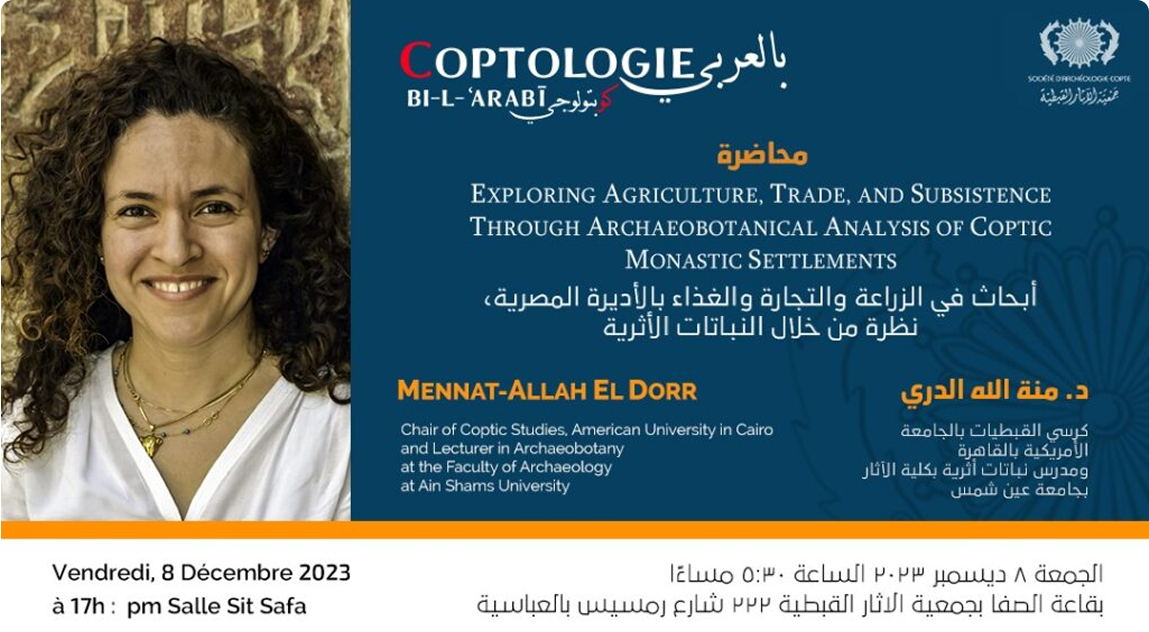 COPTOLOGIE بالعربي
BI-L-ʿARABĪ كوبتولوجي
SOCIÉTÉ D'ARCHÉOLOGIE COPTE
جمعية الآثار القبطية
محاضرة
EXPLORING AGRICULTURE, TRADE, AND SUBSISTENCE
THROUGH ARCHAEOBOTANICAL ANALYSIS OF COPTIC
MONASTIC SETTLEMENTS
أبحاث في الزراعة والتجارة والغذاء بالأديرة المصرية،
نظرة من خلال النباتات الأثرية
MENNAT-ALLAH EL DORR
Chair of Coptic Studies, American University in Cairo
and Lecturer in Archaeobotany
at the Faculty of Archaeology
at Ain Shams University
د. منة الله الدري
كرسي القبطيات بالجامعة
الأمريكية بالقاهرة
ومدرس نباتات أثرية بكلية الآثار
بجامعة عين شمس
Vendredi, 8 Décembre 2023
à 17h : pm Salle Sit Safa
الجمعة ٨ ديسمبر ٢٠٢٣ الساعة ٥:٣٠ مساءًا
بقاعة الصفا بجمعية الاثار القبطية ٢٢٢ شارع رمسيس بالعباسية